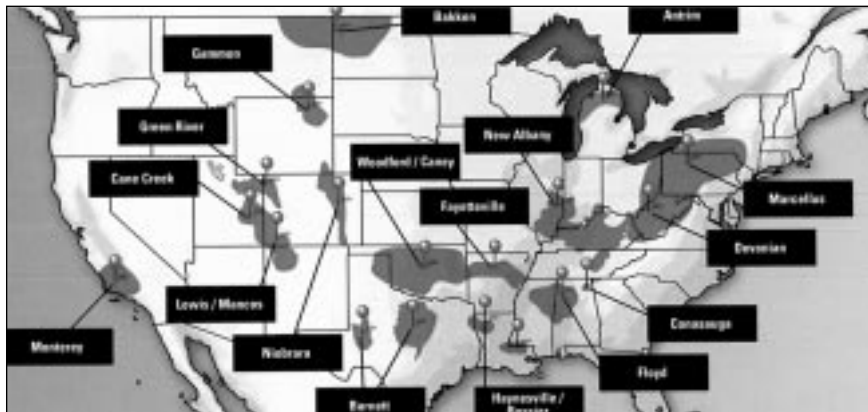 Bakken
Antrim
Gammon
Green River
New Albany
Woodford / Caney
Cane Creek
Fayetteville
Marcellus
Devonian
Lewis / Mancos
Conasauga
Monterey
Niobrara
Floyd
Barnett
Haynesville /
Bossier